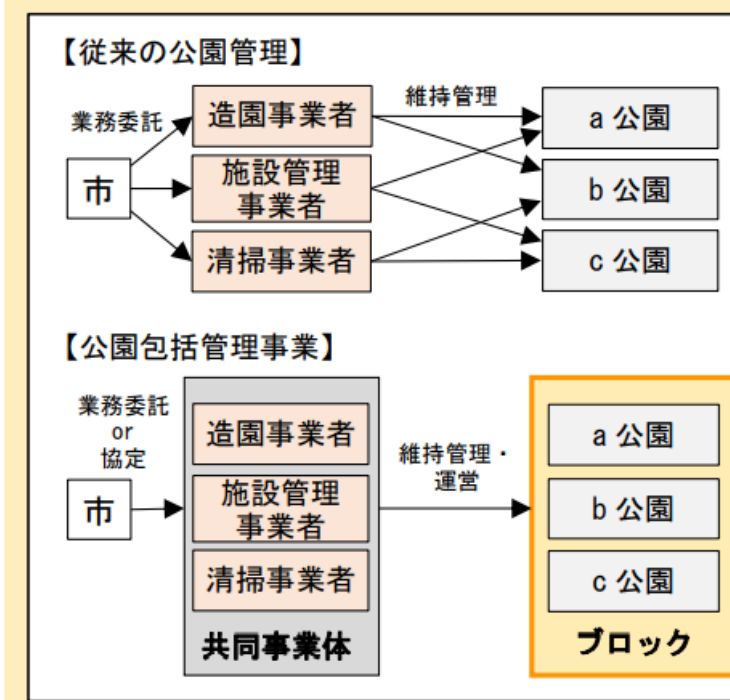 【従来の公園管理】
業務委託
市
造園事業者
施設管理
事業者
清掃事業者
維持管理
a 公園
b 公園
c 公園
【公園包括管理事業】
業務委託
or
協定
市
造園事業者
施設管理
事業者
清掃事業者
共同事業体
維持管理・
運営
a 公園
b 公園
c 公園
ブロック